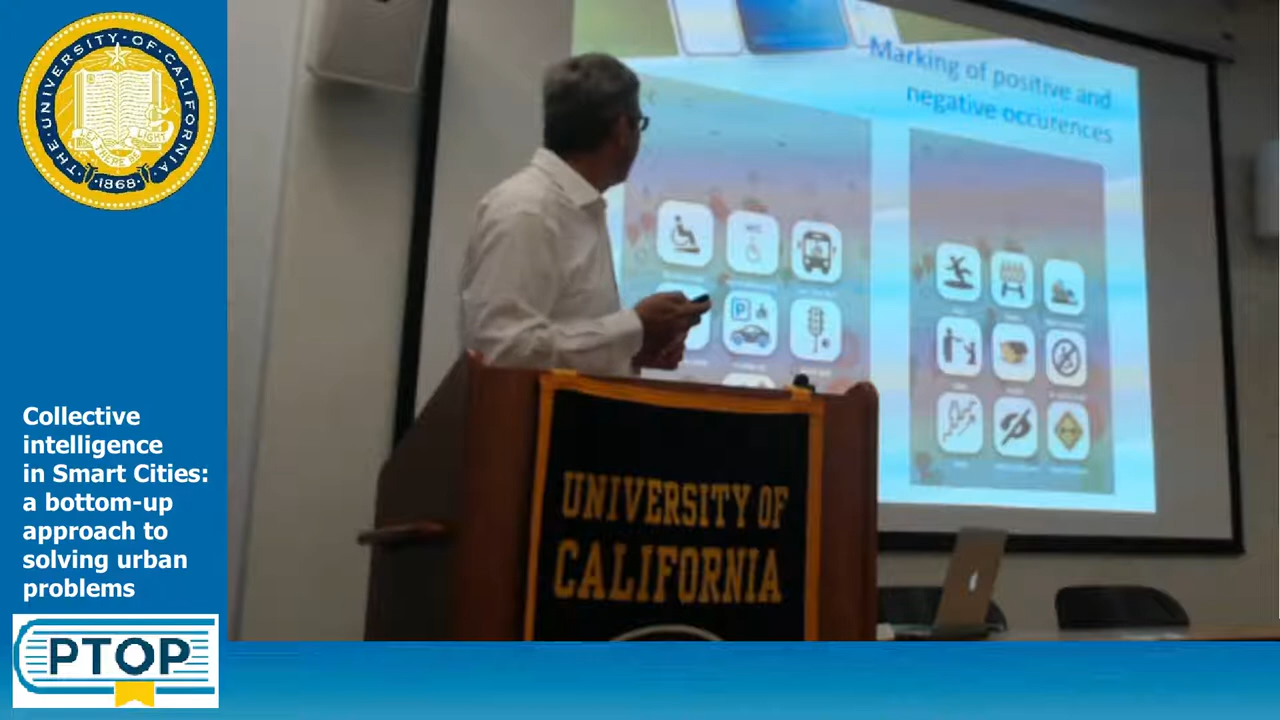 THE · UNIVERSITY · OF · CALIFORNIA ·
LET THERE BE LIGHT
· 1868 ·
Collective
intelligence
in Smart Cities:
a bottom-up
approach to
solving urban
problems
PTOP
Marking of positive and
negative occurences
WC
P
UNIVERSITY OF
CALIFORNIA